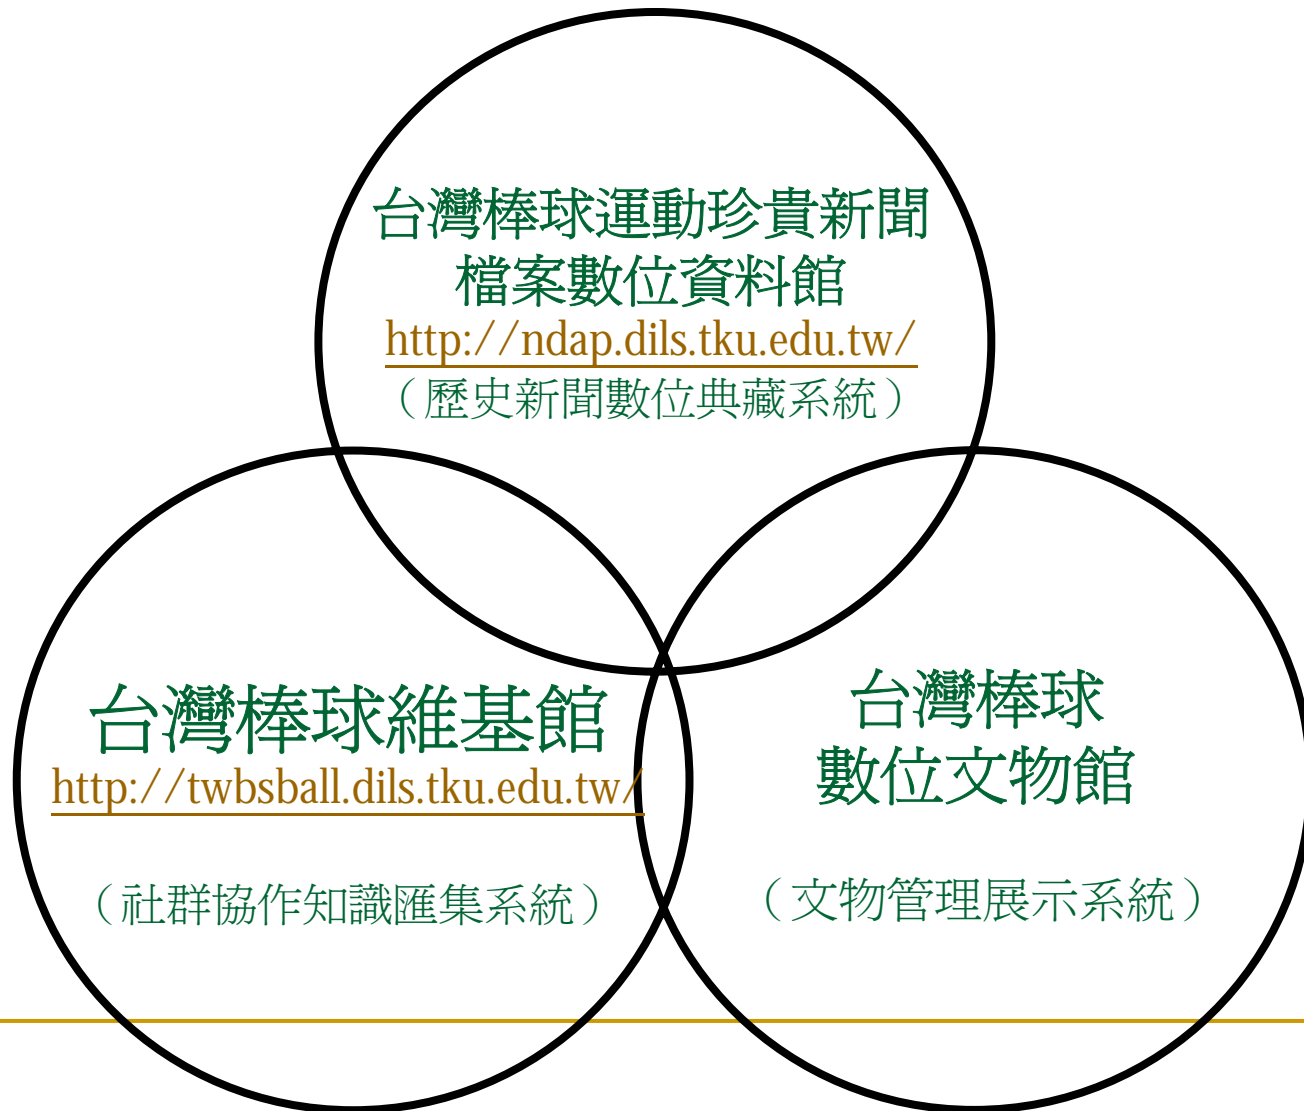 台灣棒球運動珍貴新聞
檔案數位資料館
http://ndap.dils.tku.edu.tw/
（歷史新聞數位典藏系統）
台灣棒球維基館
http://twbsball.dils.tku.edu.tw/
（社群協作知識匯集系統）
台灣棒球
數位文物館
（文物管理展示系統）